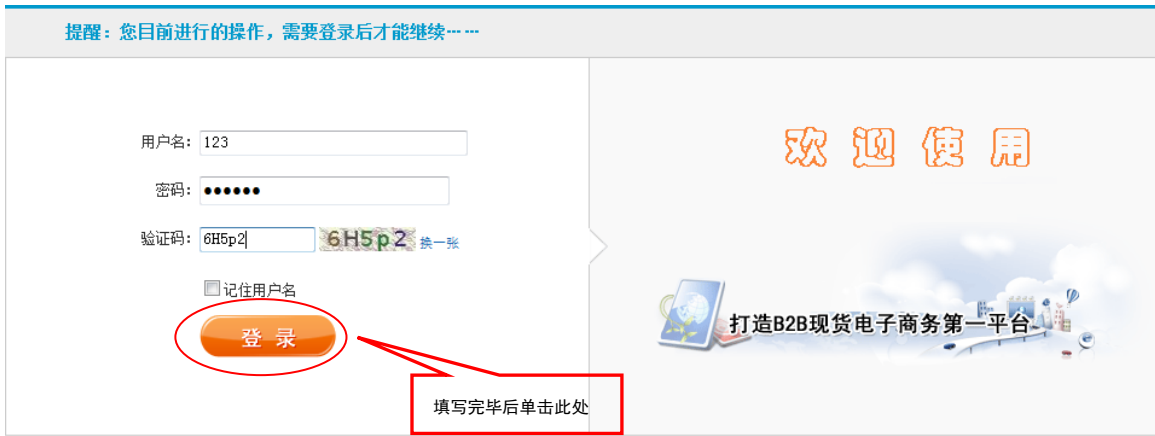 提醒：您目前进行的操作，需要登录后才能继续……
用户名：123
密码：●●●●●●
验证码：6H5p2 6H5p2 换一张
记住用户名
登 录
填写完毕后单击此处
欢迎使用
打造B2B现货电子商务第一平台